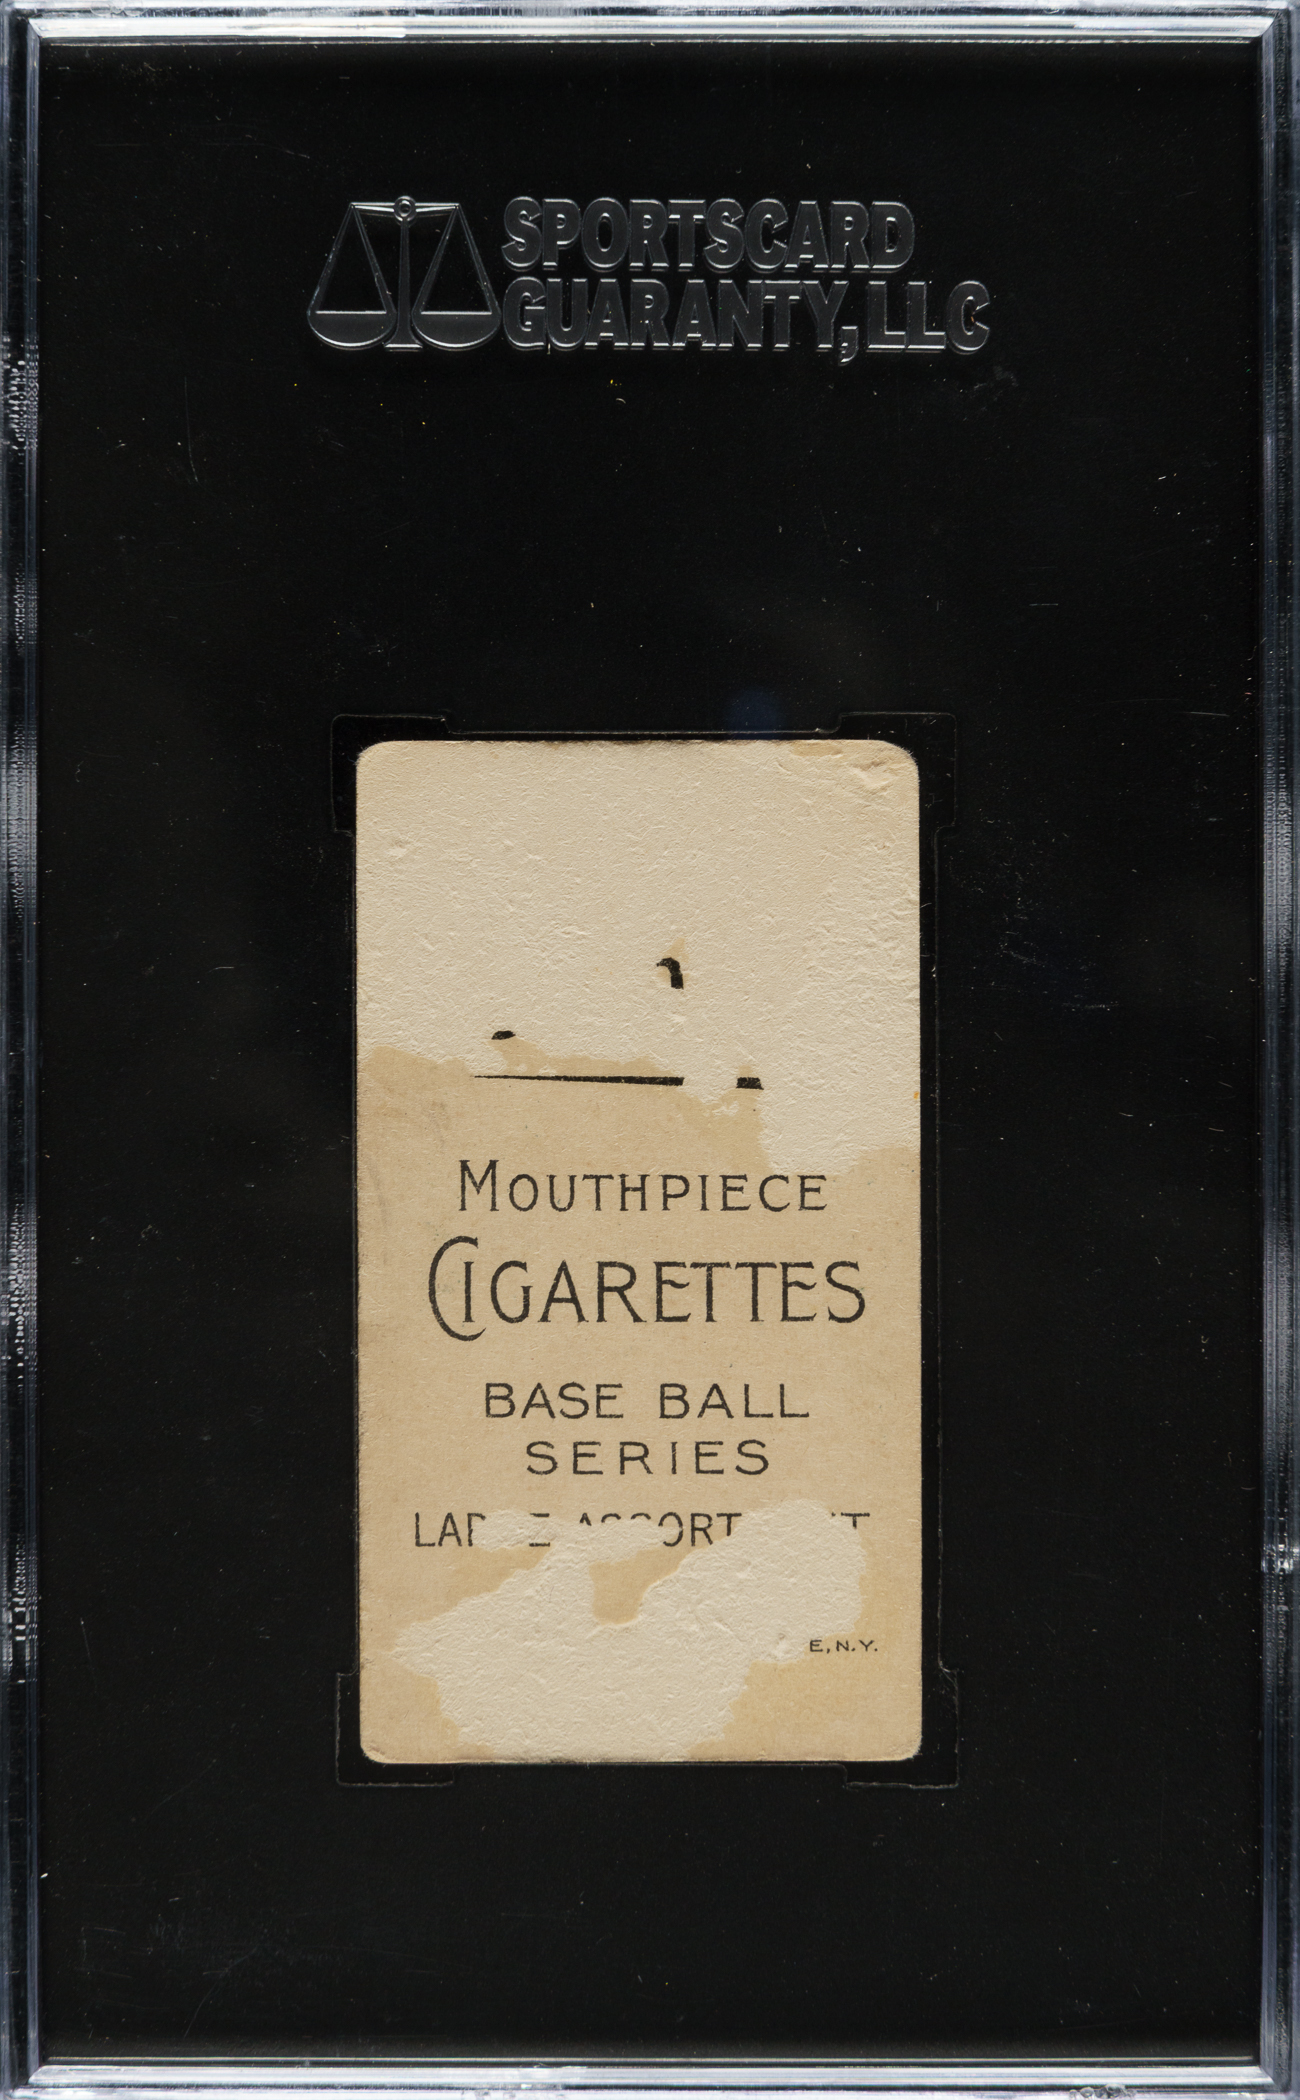 SPORTSCARD
GUARANTY, LLC
MOUTHPIECE
CIGARETTES
BASE BALL
SERIES
E, N.Y.